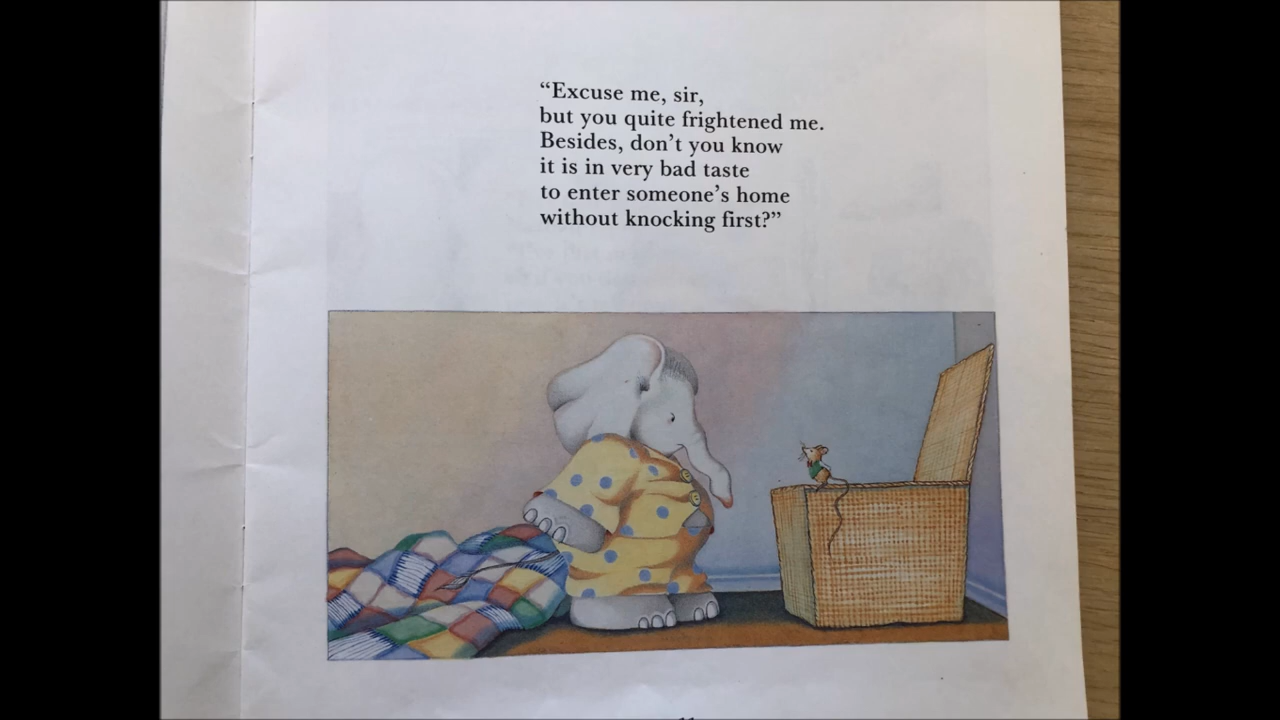 “Excuse me, sir,
but you quite frightened me.
Besides, don’t you know
it is in very bad taste
to enter someone’s home
without knocking first?”